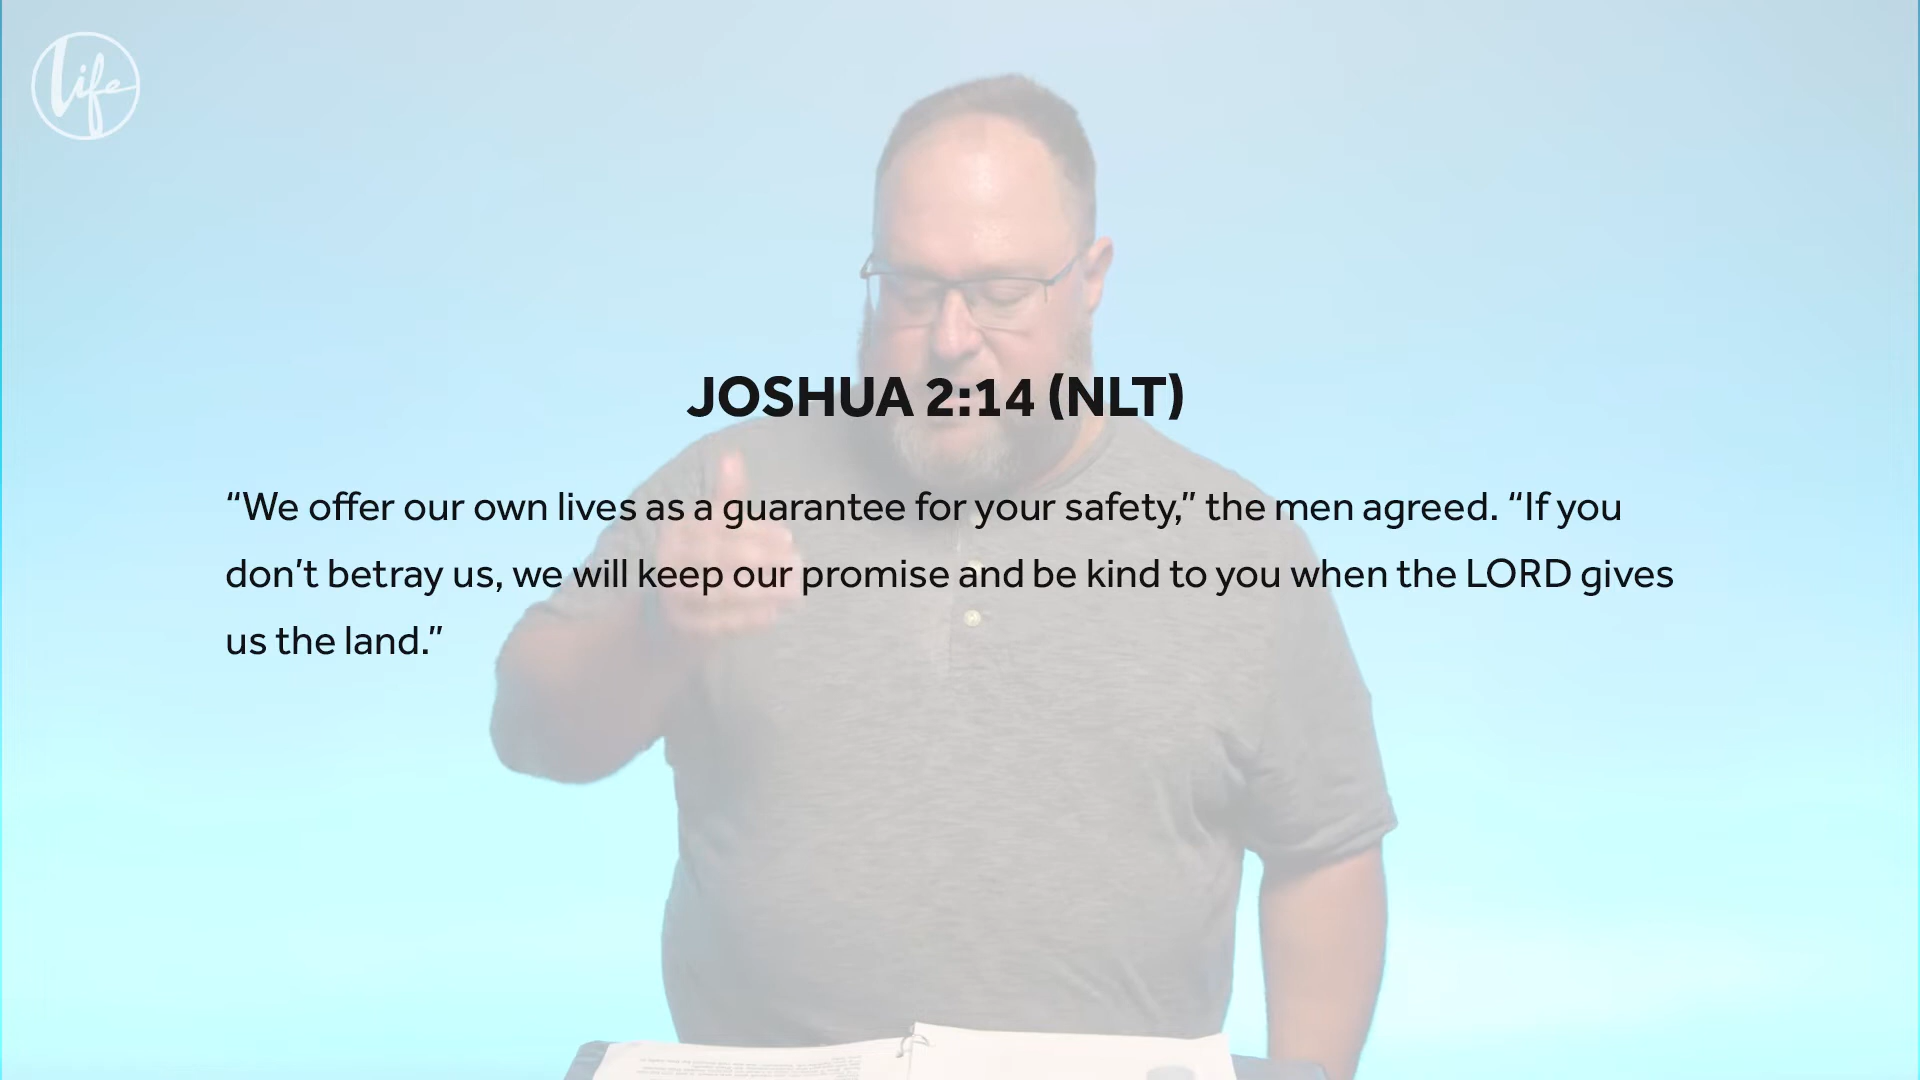 Life
JOSHUA 2:14 (NLT)
“We offer our own lives as a guarantee for your safety,” the men agreed. “If you
don’t betray us, we will keep our promise and be kind to you when the LORD gives
us the land.”